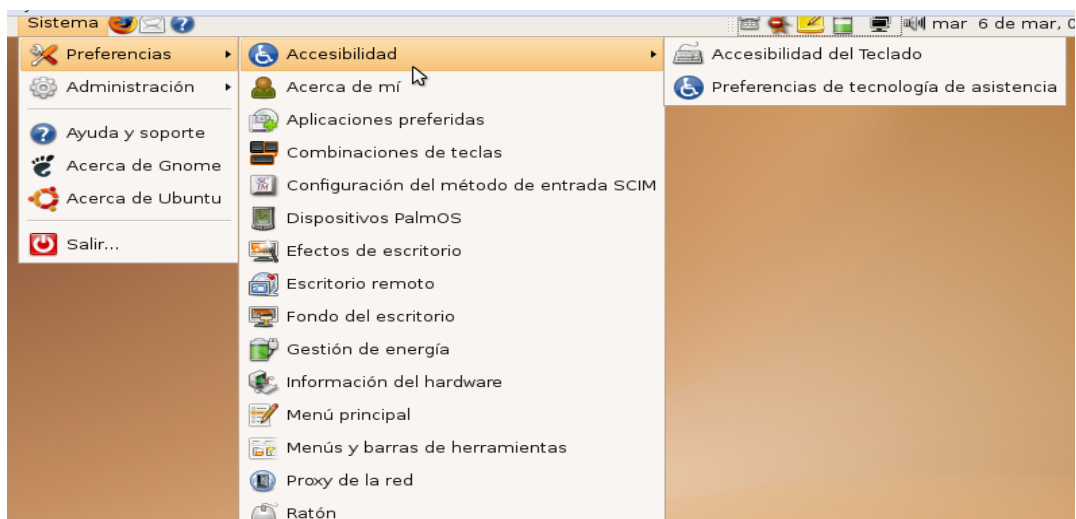 Sistema
mar 6 de mar, 0
Preferencias
Administración
Ayuda y soporte
Acerca de Gnome
Acerca de Ubuntu
Salir...
Accesibilidad
Acerca de mí
Aplicaciones preferidas
Combinaciones de teclas
Configuración del método de entrada SCIM
Dispositivos PalmOS
Efectos de escritorio
Escritorio remoto
Fondo del escritorio
Gestión de energía
Información del hardware
Menú principal
Menús y barras de herramientas
Proxy de la red
Ratón
Accesibilidad del Teclado
Preferencias de tecnología de asistencia